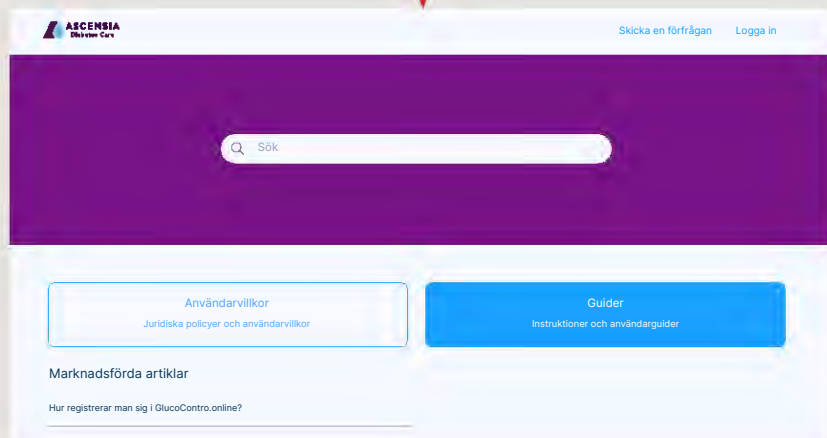 ASCENSIA
Diabetes Care
Skicka en förfrågan
Logga in
Sök
Användarvillkor
Juridiska policyer och användarvillkor
Guider
Instruktioner och användarguider
Marknadsförda artiklar
Hur registrerar man sig i GlucoContro.online?